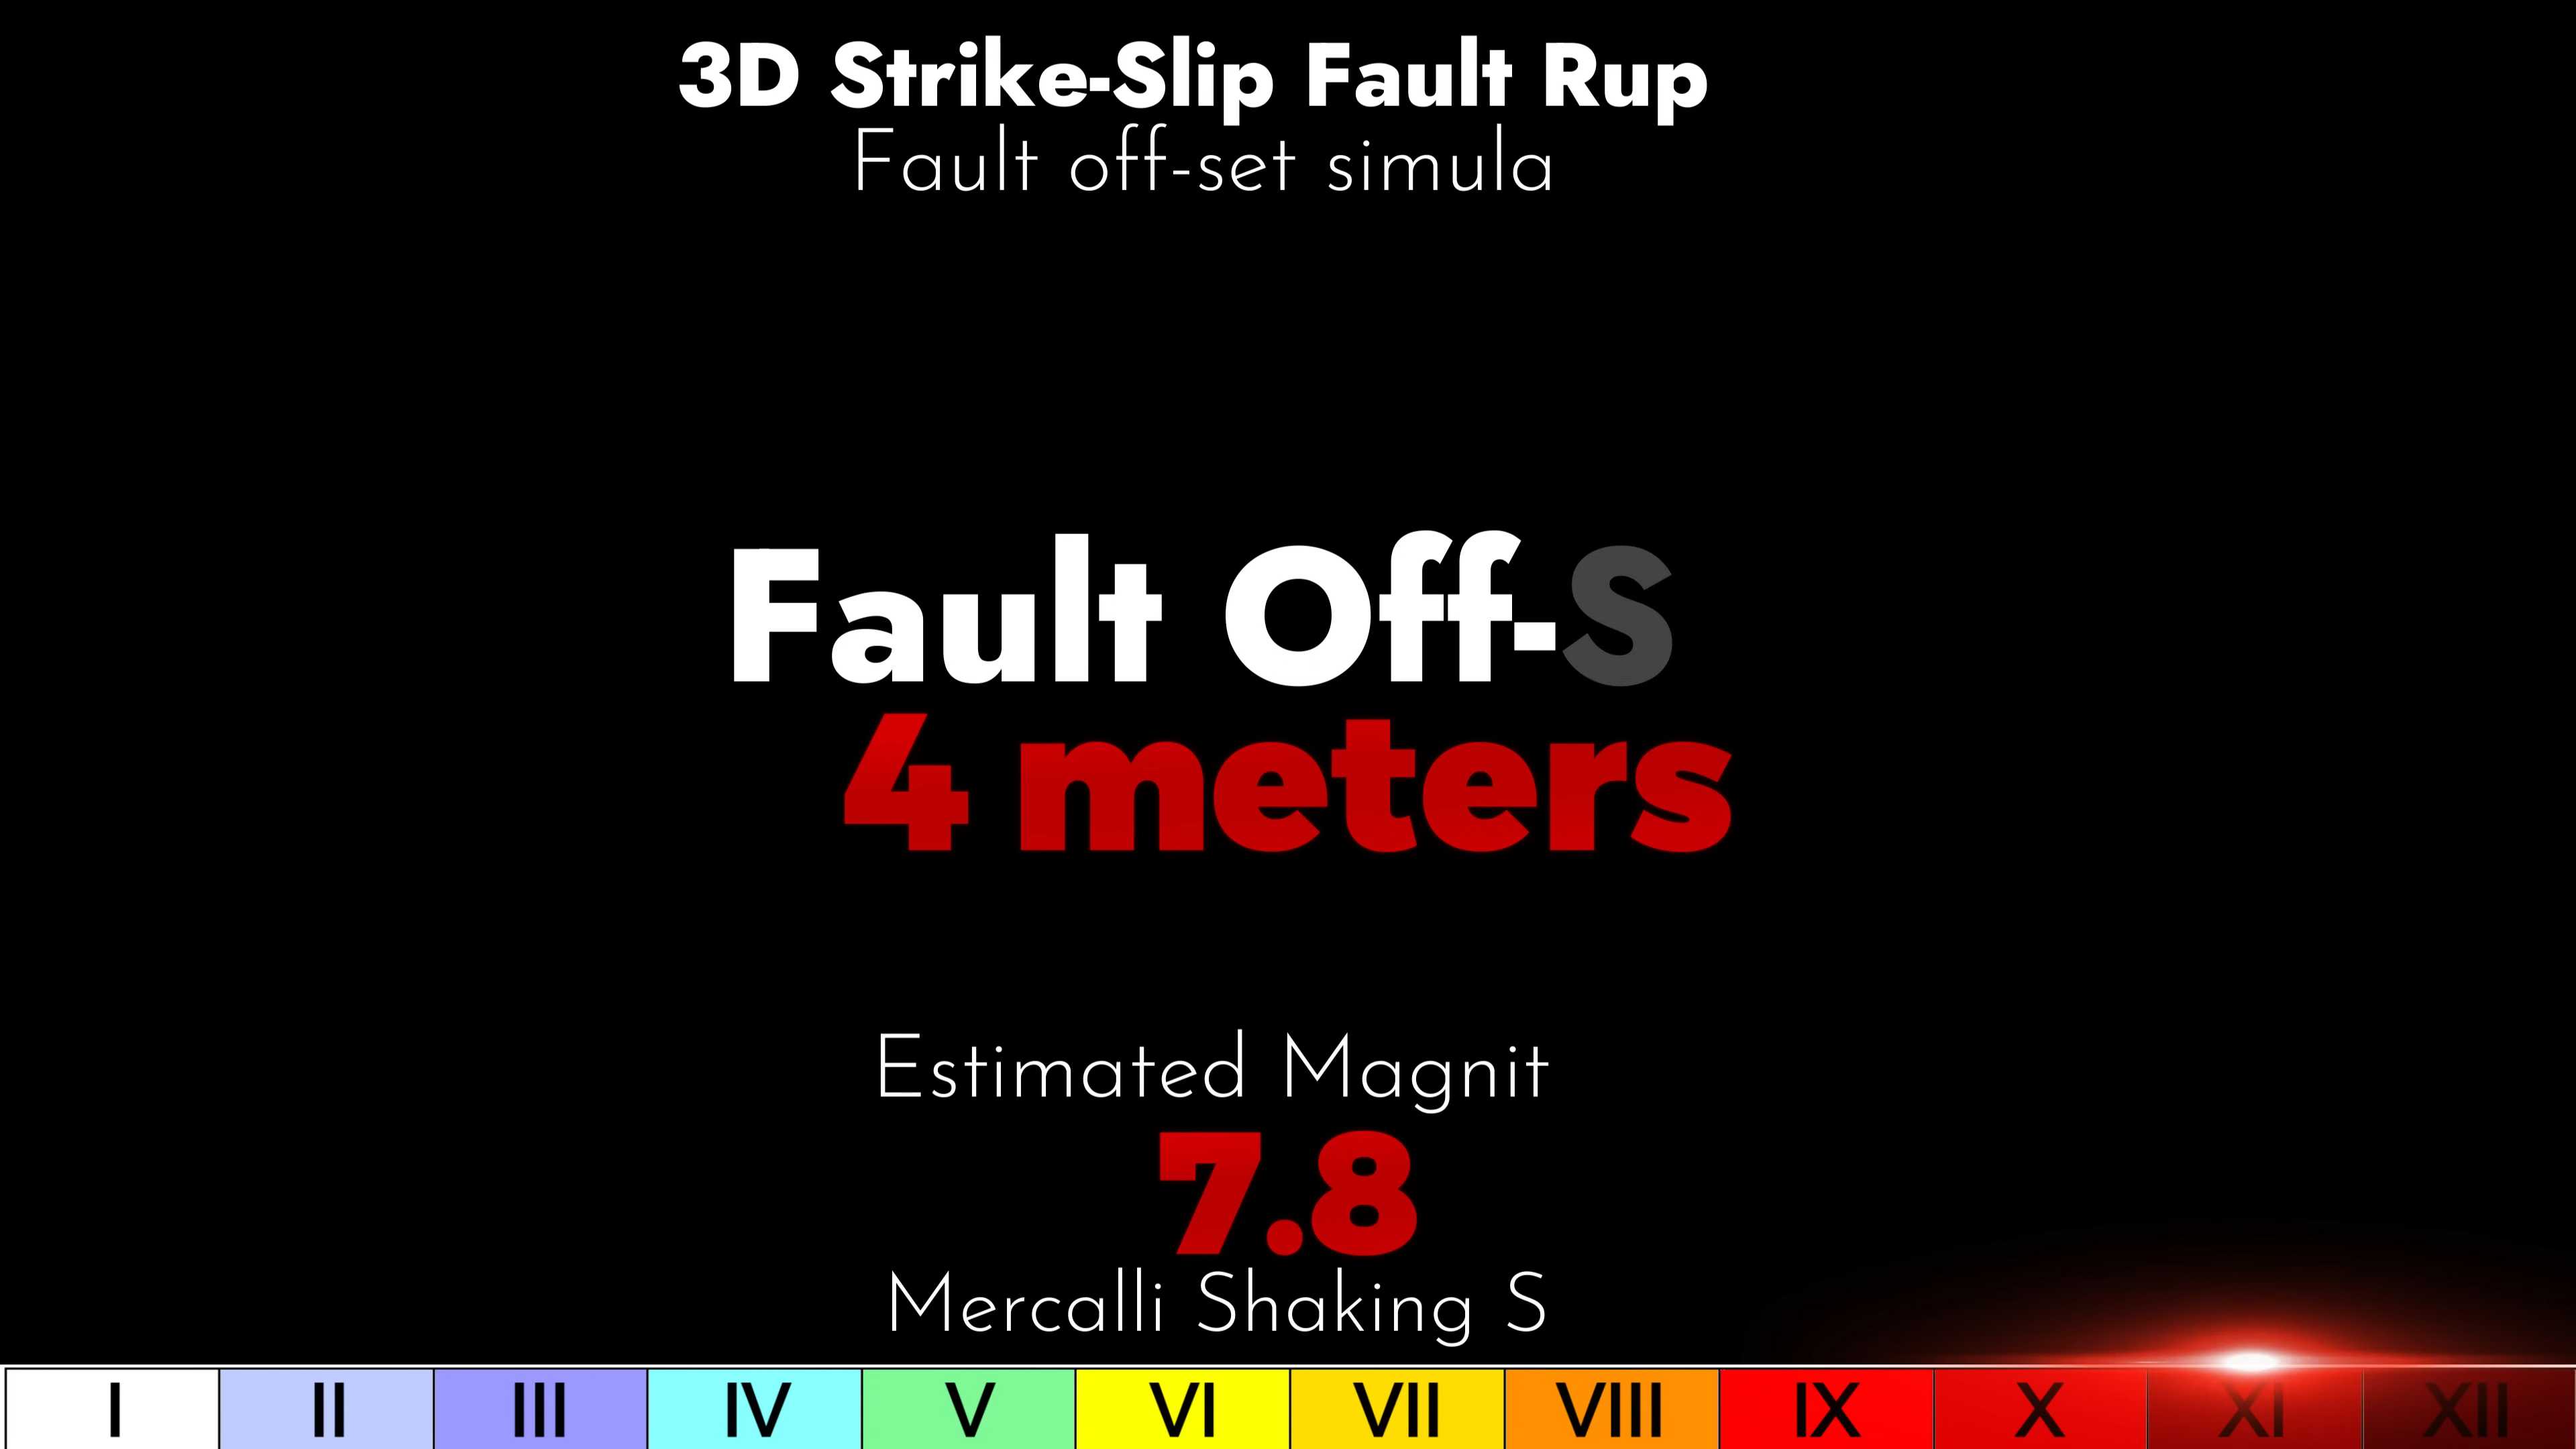 3D Strike-Slip Fault Rup
Fault off-set simula
Fault Off-S
4 meters
Estimated Magnit
7.8
Mercalli Shaking S
I II III IV V VI VII VIII IX X XI XII